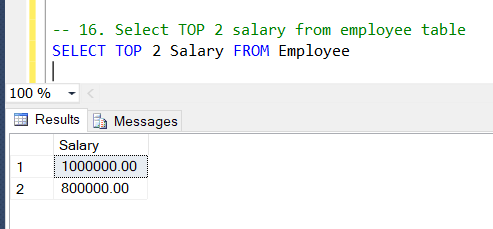 -- 16. Select TOP 2 salary from employee table
SELECT TOP 2 Salary FROM Employee
100 %
Results Messages
Salary
1 1000000.00
2 800000.00